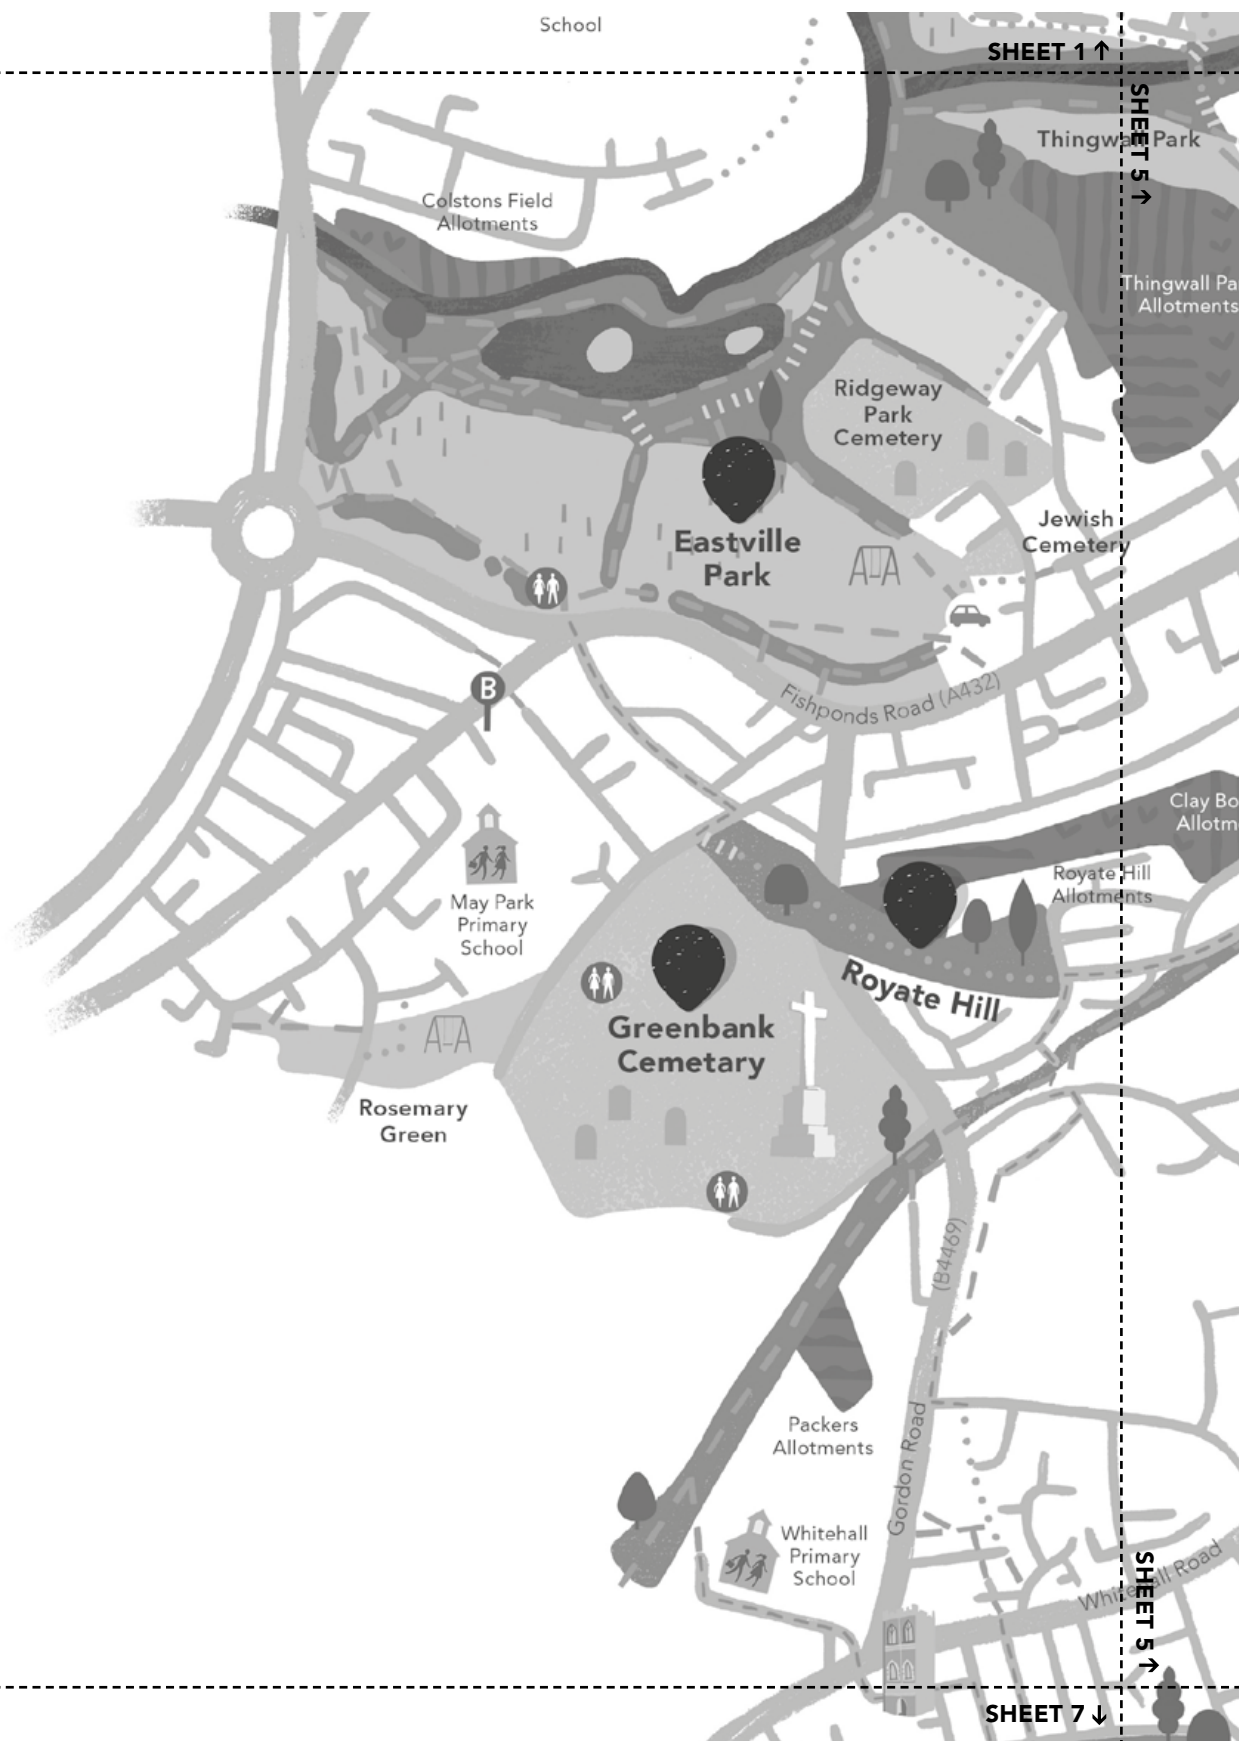 School
SHEET 1 ↑
SHEET 5 →
Thingwall Park
Colstons Field
Allotments
Thingwall Pa
Allotments
Ridgeway
Park
Cemetery
Jewish
Cemetery
Eastville
Park
Fishponds Road (A432)
B
Clay Bo
Allotm
Royate Hill
Allotments
May Park
Primary
School
Royate Hill
Greenbank
Cemetary
Rosemary
Green
(B4469)
Packers
Allotments
Gordon Road
Whitehall
Primary
School
Whitehall Road
SHEET 5 →
SHEET 7 ↓